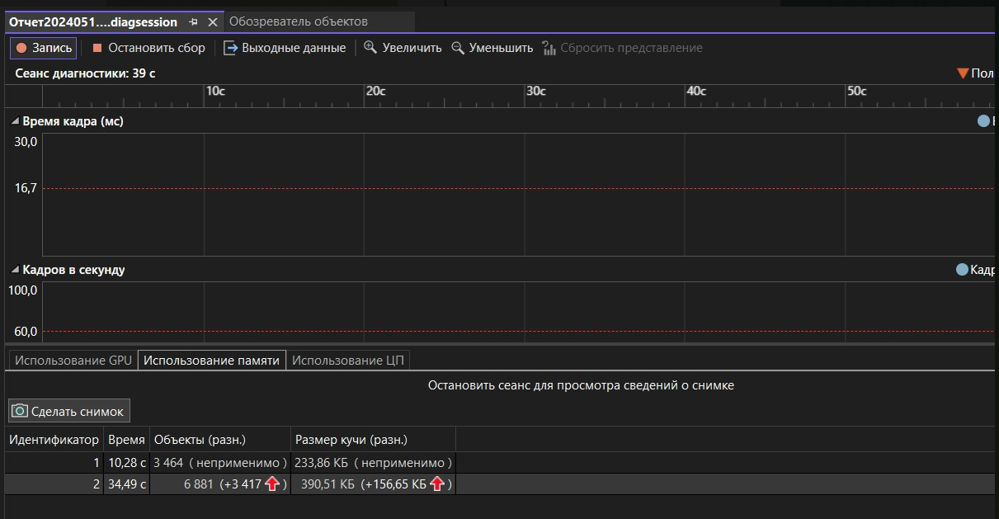 Отчет2024051....diagsession Обозреватель объектов
Запись Остановить сбор Выходные данные Увеличить Уменьшить Сбросить представление
Сеанс диагностики: 39 с
10с 20с 30с 40с 50с
Время кадра (мс)
30,0
16,7
Кадров в секунду
100,0
60,0
Использование GPU Использование памяти Использование ЦП
Остановить сеанс для просмотра сведений о снимке
Сделать снимок
Идентификатор Время Объекты (разн.) Размер кучи (разн.)
1 10,28 с 3 464 ( неприменимо ) 233,86 КБ ( неприменимо )
2 34,49 с 6 881 (+3 417 ) 390,51 КБ (+156,65 КБ )